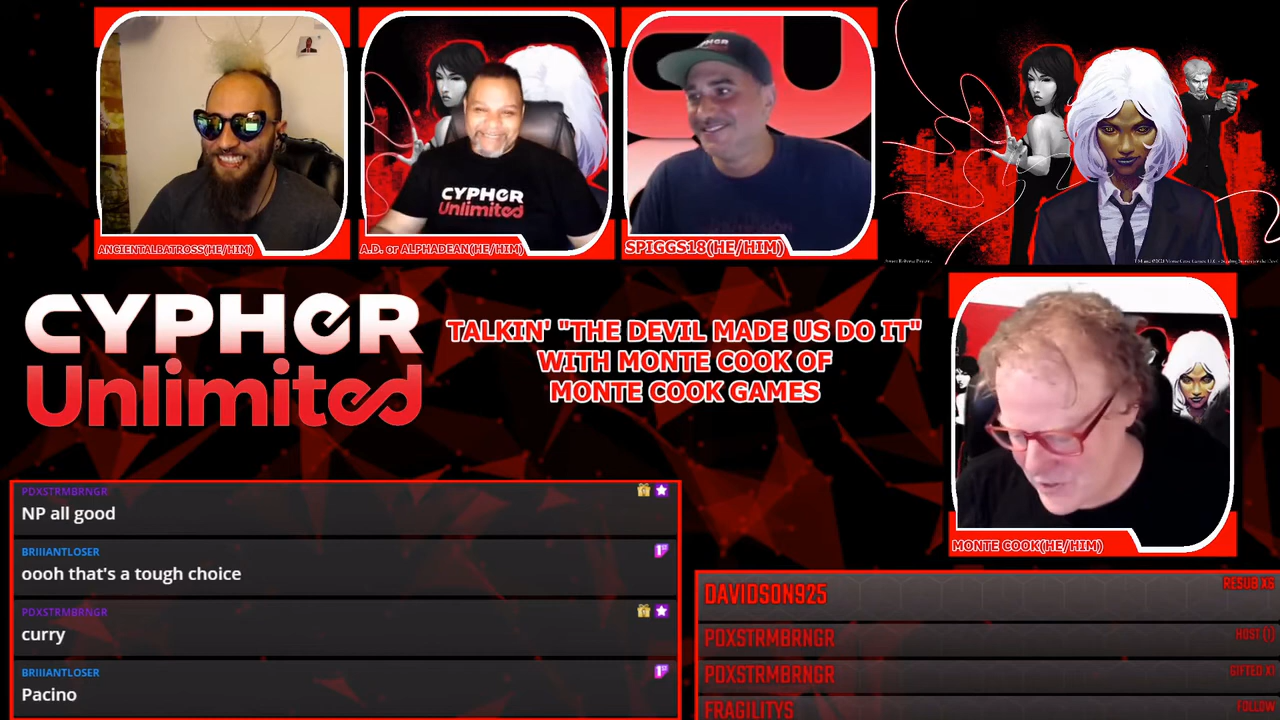 CYPHER
Unlimited
ANCIENTALBATROSS(HE/HIM)
A.D. or ALPHADEAN(HE/HIM)
SPIGGS18(HE/HIM)
CYPHER
Unlimited
TALKIN' "THE DEVIL MADE US DO IT"
WITH MONTE COOK OF
MONTE COOK GAMES
MONTE COOK(HE/HIM)
PDXSTRMBRNGR
NP all good
BRIIIANTLOSER
oooh that's a tough choice
PDXSTRMBRNGR
curry
BRIIIANTLOSER
Pacino
DAVIDSON925 RESUB X6
PDXSTRMBRNGR HOST (1)
PDXSTRMBRNGR GIFTED X1
FRAGILITYS FOLLOW